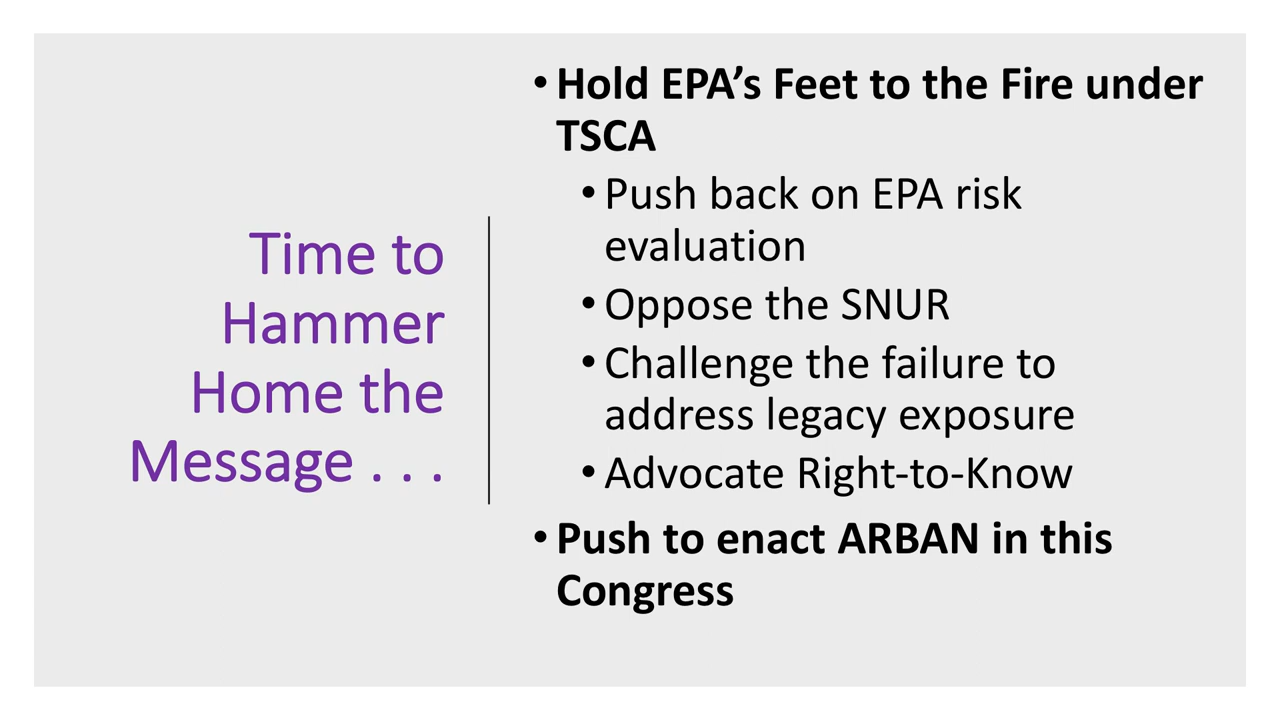 Time to
Hammer
Home the
Message . . .
• Hold EPA’s Feet to the Fire under
TSCA
• Push back on EPA risk
evaluation
• Oppose the SNUR
• Challenge the failure to
address legacy exposure
• Advocate Right-to-Know
• Push to enact ARBAN in this
Congress